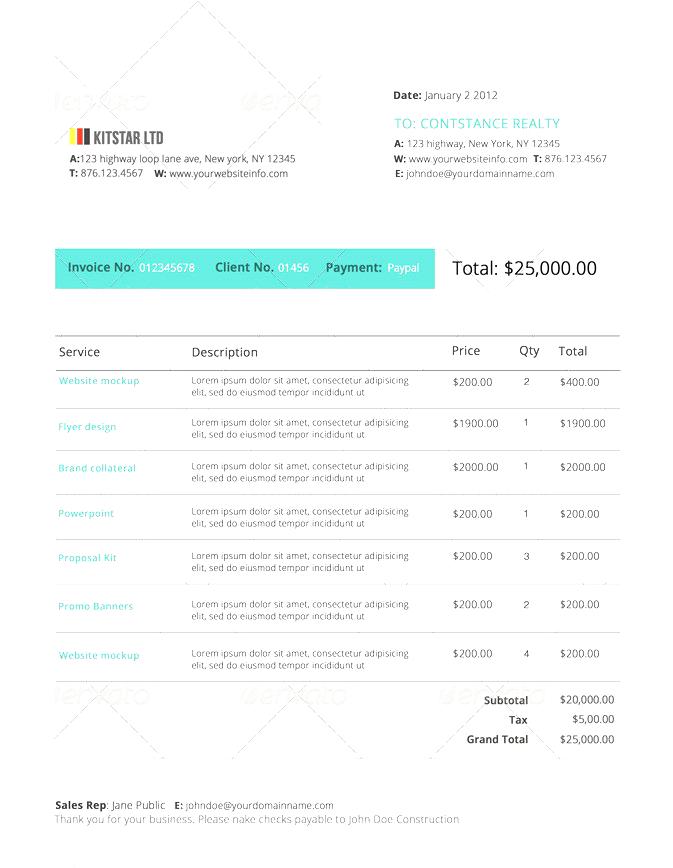 Date: January 2 2012
KITSTAR LTD
TO: CONTSTANCE REALTY
A:123 highway loop lane ave, New york, NY 12345
T: 876.123.4567 W: www.yourwebsiteinfo.com
A: 123 highway, New york, NY 12345
W: www.yourwebsiteinfo.com T: 876.123.4567
E: johndoe@yourdomainname.com
Invoice No. 012345678 Client No. 01456 Payment: Paypal Total: $25,000.00
Service Description Price Qty Total
Website mockup Lorem ipsum dolor sit amet, consectetur adipisicing $200.00 2 $400.00
elit, sed do eiusmod tempor incididunt ut
Flyer design Lorem ipsum dolor sit amet, consectetur adipisicing $1900.00 1 $1900.00
elit, sed do eiusmod tempor incididunt ut
Brand collateral Lorem ipsum dolor sit amet, consectetur adipisicing $2000.00 1 $2000.00
elit, sed do eiusmod tempor incididunt ut
Powerpoint Lorem ipsum dolor sit amet, consectetur adipisicing $200.00 1 $200.00
elit, sed do eiusmod tempor incididunt ut
Proposal Kit Lorem ipsum dolor sit amet, consectetur adipisicing $200.00 3 $200.00
elit, sed do eiusmod tempor incididunt ut
Promo Banners Lorem ipsum dolor sit amet, consectetur adipisicing $200.00 2 $200.00
elit, sed do eiusmod tempor incididunt ut
Website mockup Lorem ipsum dolor sit amet, consectetur adipisicing $200.00 4 $200.00
elit, sed do eiusmod tempor incididunt ut
Subtotal $20,000.00
Tax $5,00.00
Grand Total $25,000.00
Sales Rep: Jane Public E: johndoe@yourdomainname.com
Thank you for your business. Please nake checks payable to John Doe Construction